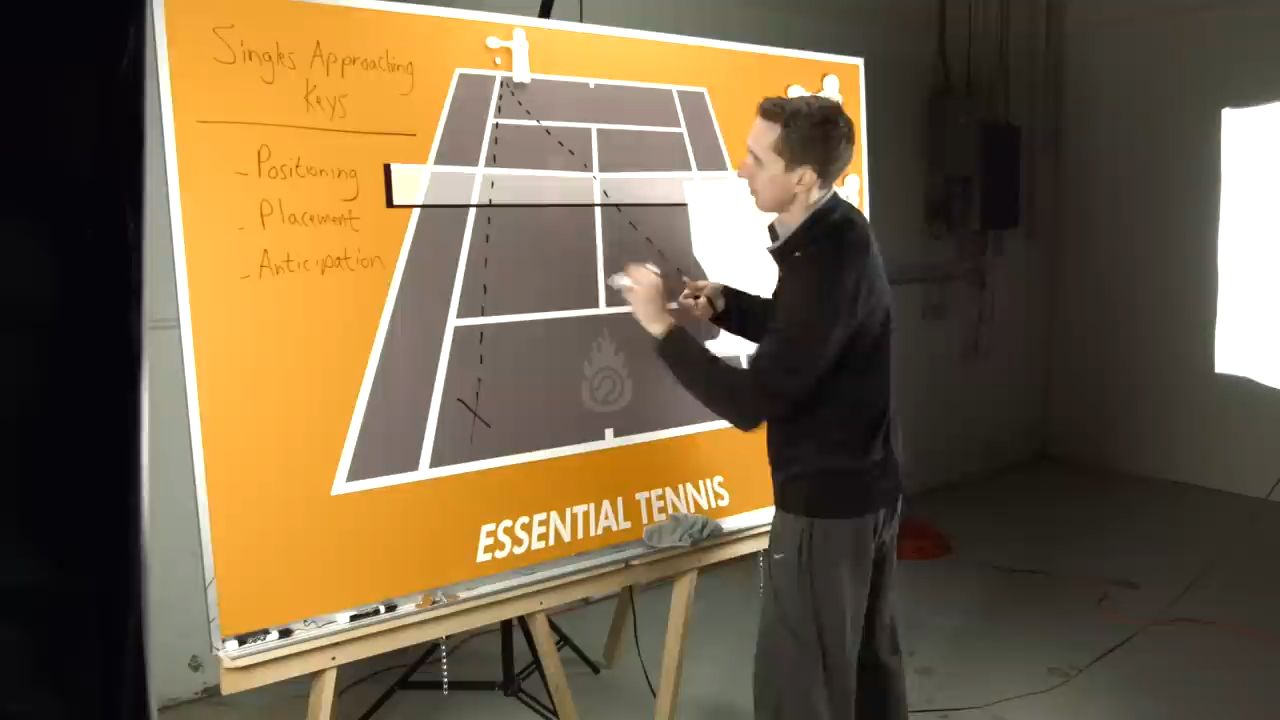 Singles Approaching
Keys
- Positioning
- Placement
- Anticipation
ESSENTIAL TENNIS